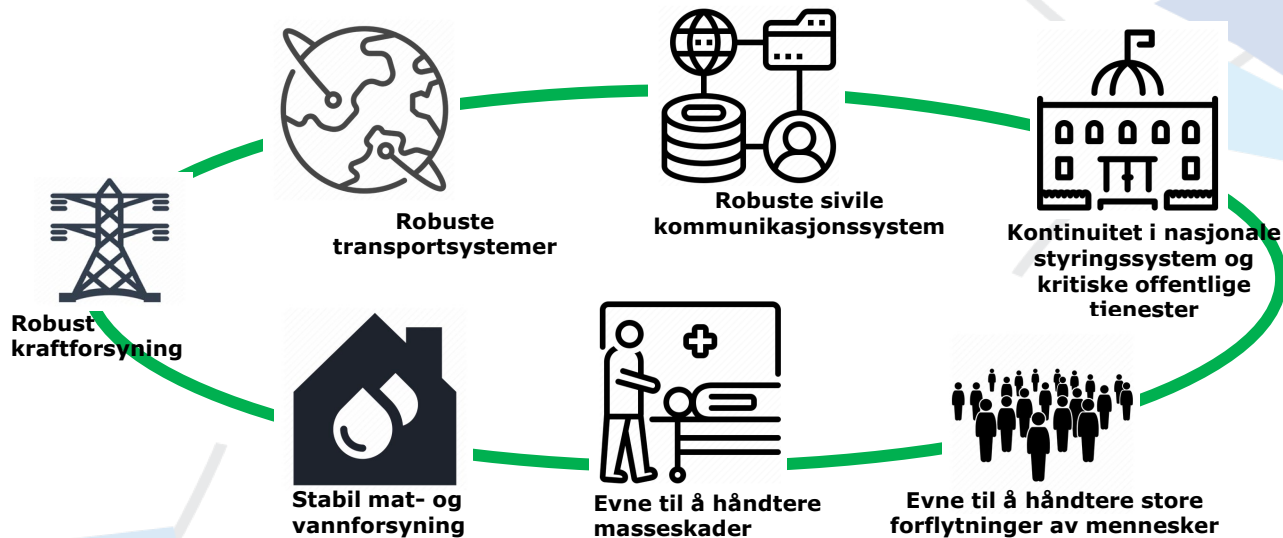 Robuste
transportsystemer
Robuste sivile
kommunikasjonssystem
Kontinuitet i nasjonale
styringssystem og
kritiske offentlige
tjenester
Robust
kraftforsyning
Stabil mat- og
vannforsyning
Evne til å håndtere
masseskader
Evne til å håndtere store
forflytninger av mennesker